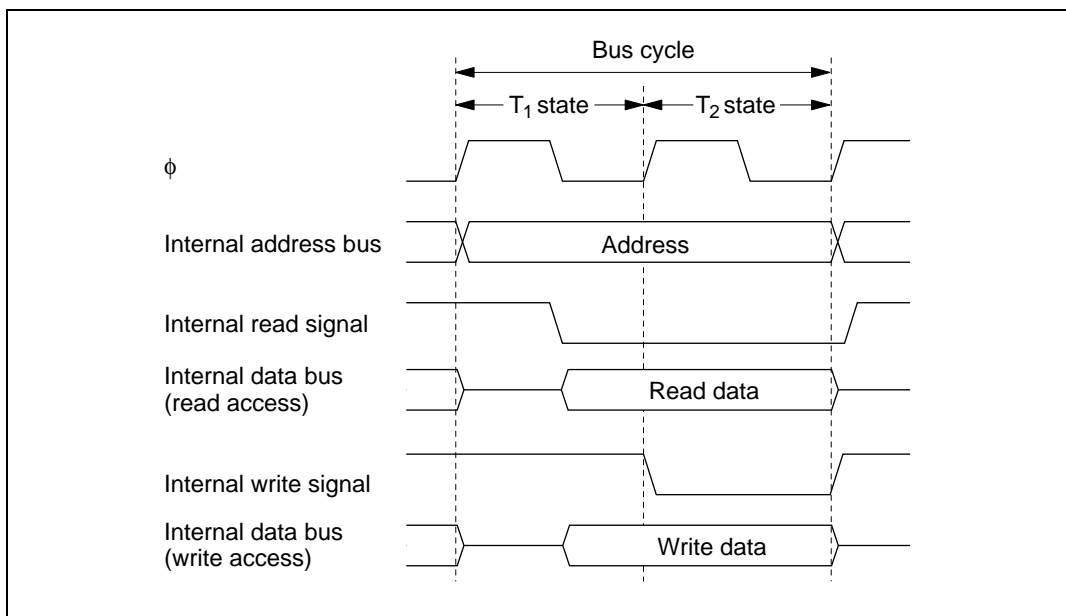 Bus cycle
T₁ state
T₂ state
ϕ
Internal address bus
Address
Internal read signal
Internal data bus
(read access)
Read data
Internal write signal
Internal data bus
(write access)
Write data